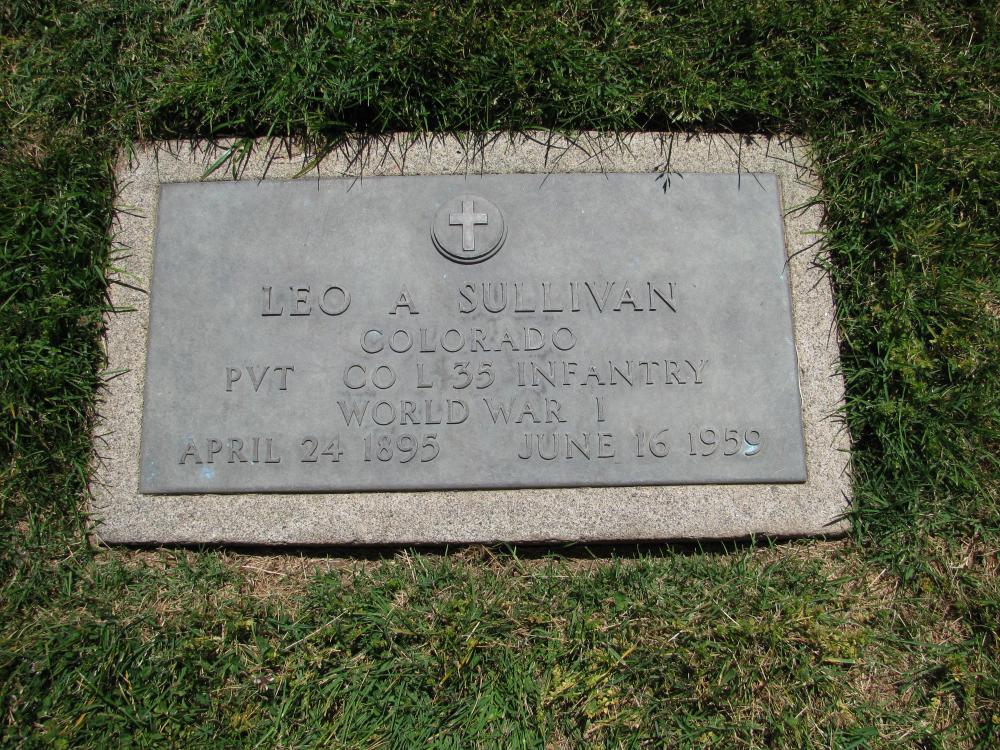 LEO A SULLIVAN
COLORADO
PVT CO L 35 INFANTRY
WORLD WAR I
APRIL 24 1895 JUNE 16 1959